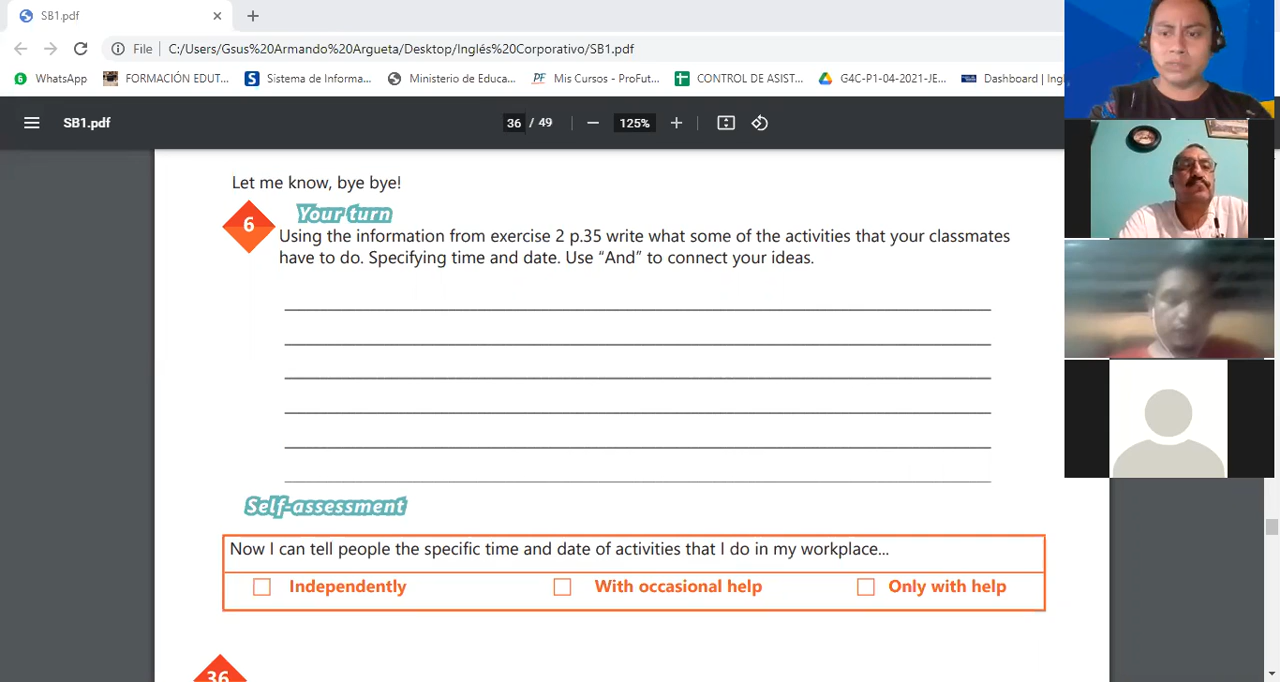 SB1.pdf
File C:/Users/Gsus%20Armando%20Argueta/Desktop/Inglés%20Corporativo/SB1.pdf
6 WhatsApp FORMACIÓN EDUT... S Sistema de Informa... Ministerio de Educa... PF Mis Cursos - ProFut... CONTROL DE ASIST... G4C-P1-04-2021-JE... Dashboard | Ingl
SB1.pdf 36 / 49 125%
Let me know, bye bye!
6 Your turn
Using the information from exercise 2 p.35 write what some of the activities that your classmates
have to do. Specifying time and date. Use “And” to connect your ideas.
Self-assessment
Now I can tell people the specific time and date of activities that I do in my workplace...
Independently With occasional help Only with help
36